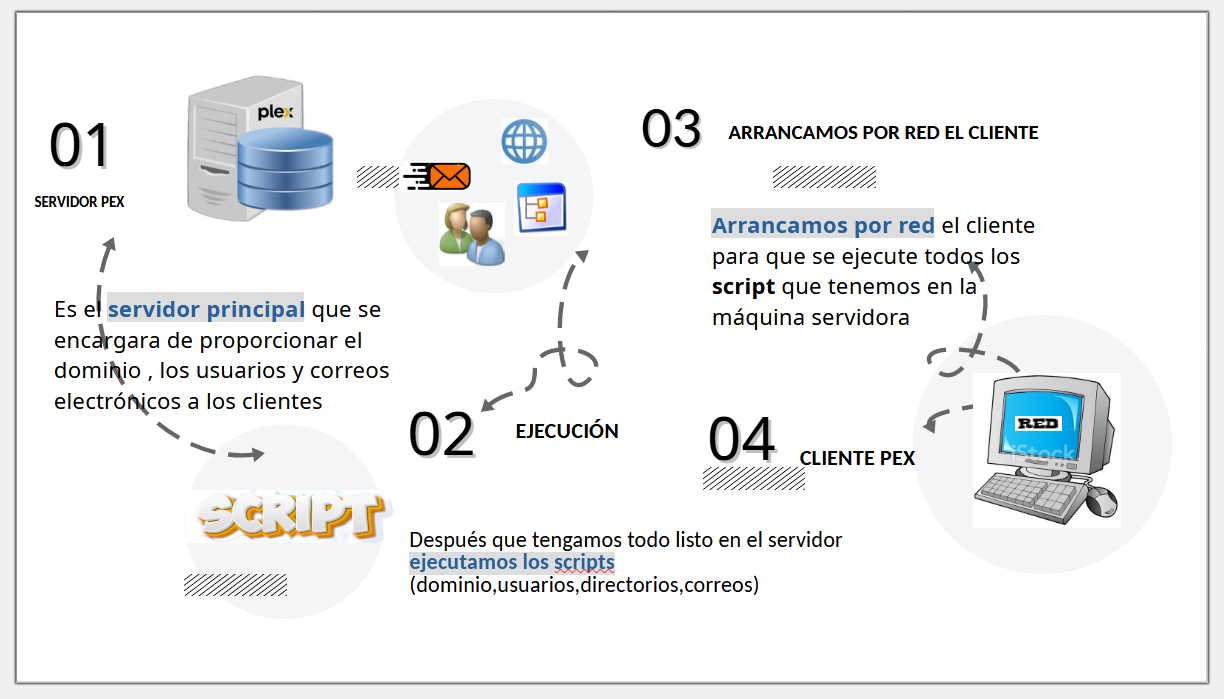 01
SERVIDOR PEX
plex
Es el servidor principal que se
encargara de proporcionar el
dominio , los usuarios y correos
electrónicos a los clientes
SCRIPT
02
EJECUCIÓN
Después que tengamos todo listo en el servidor
ejecutamos los scripts
(dominio,usuarios,directorios,correos)
03
ARRANCAMOS POR RED EL CLIENTE
Arrancamos por red el cliente
para que se ejecute todos los
script que tenemos en la
máquina servidora
04
CLIENTE PEX
RED
iStock